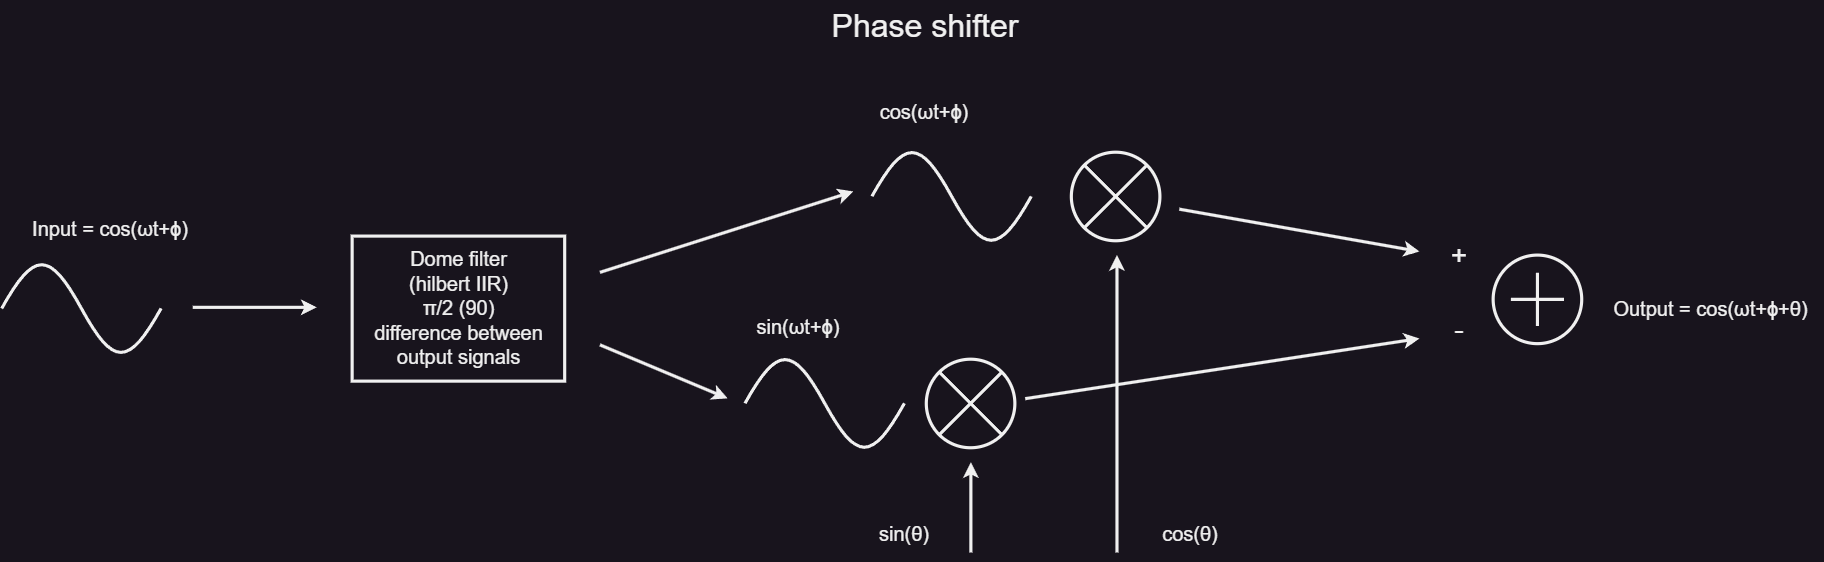 Phase shifter
cos(ωt+ϕ)
Input = cos(ωt+ϕ)
Dome filter
(hilbert IIR)
π/2 (90)
difference between
output signals
sin(ωt+ϕ)
+
-
Output = cos(ωt+ϕ+θ)
sin(θ)
cos(θ)